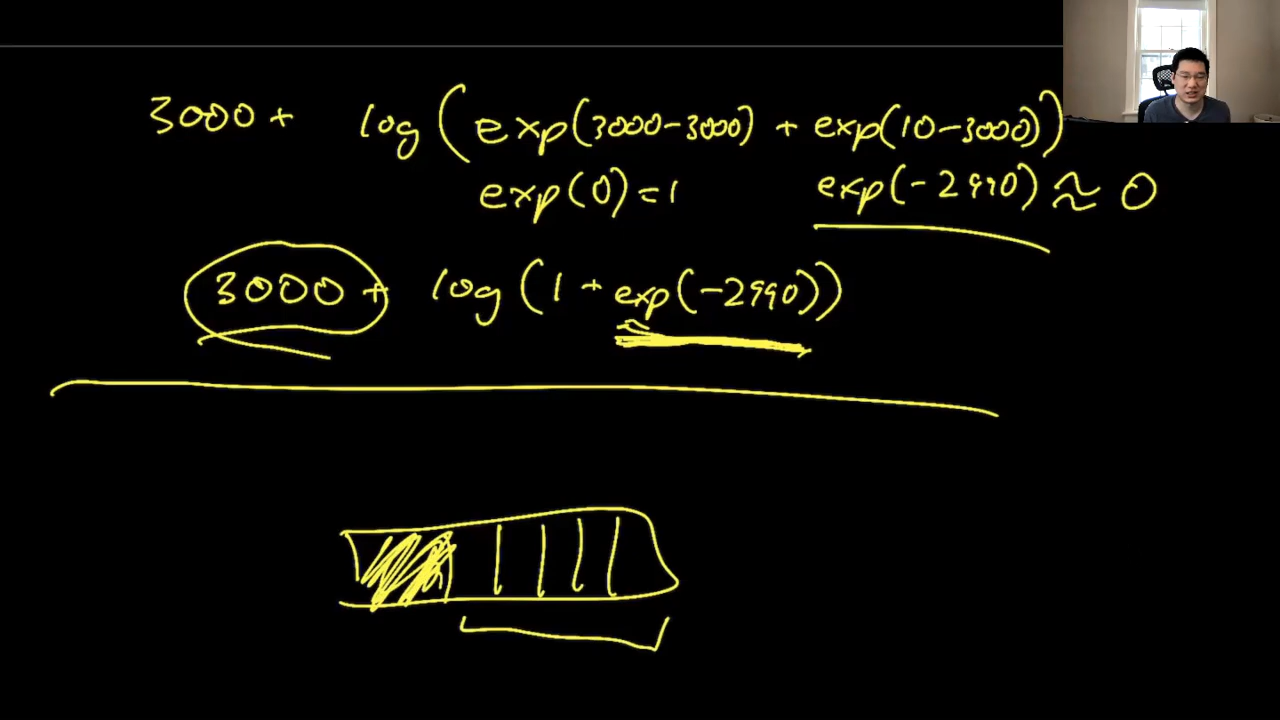 3000 + log(exp(3000-3000) + exp(10-3000))
exp(0)=1 exp(-2990) ≈ 0
3000 + log(1 + exp(-2990))